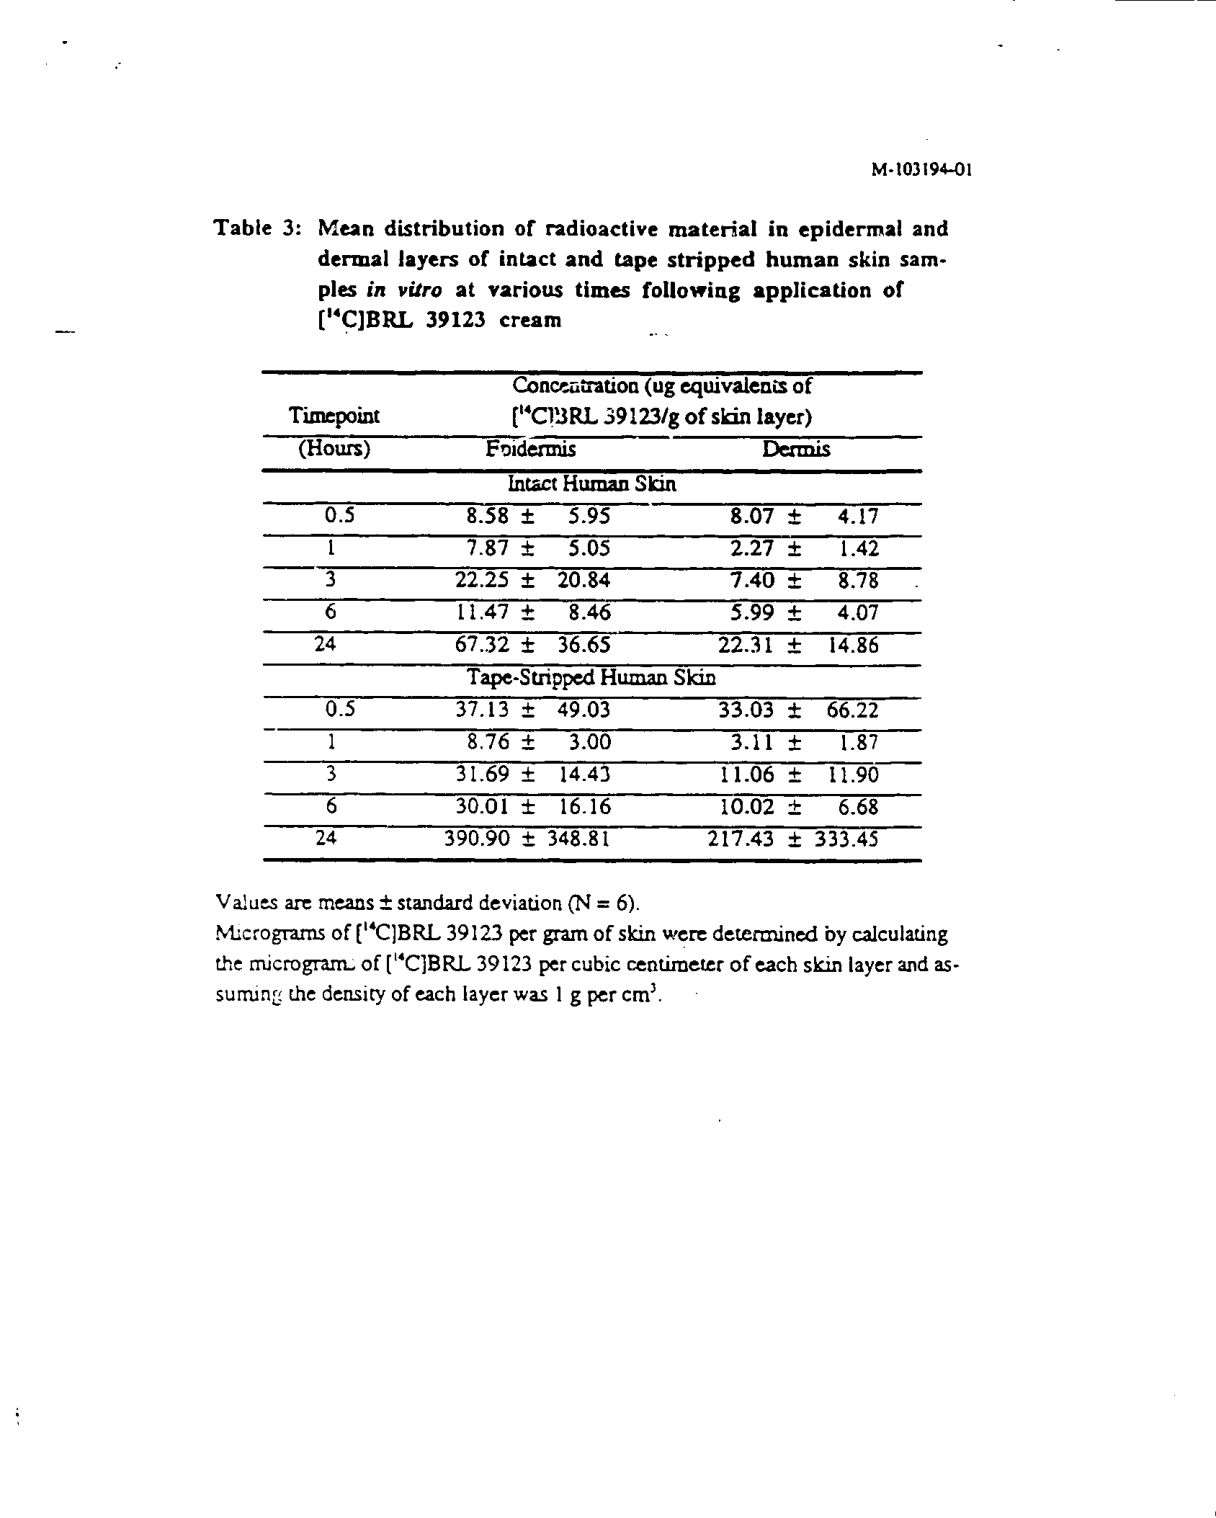 M-103194-01
Table 3: Mean distribution of radioactive material in epidermal and
dermal layers of intact and tape stripped human skin sam-
ples in vitro at various times following application of
[¹⁴C]BRL 39123 cream
Concentration (ug equivalents of
Timepoint [¹⁴C]BRL 39123/g of skin layer)
(Hours) Epidermis Dermis
Intact Human Skin
0.5 8.58 ± 5.95 8.07 ± 4.17
1 7.87 ± 5.05 2.27 ± 1.42
3 22.25 ± 20.84 7.40 ± 8.78
6 11.47 ± 8.46 5.99 ± 4.07
24 67.32 ± 36.65 22.31 ± 14.86
Tape-Stripped Human Skin
0.5 37.13 ± 49.03 33.03 ± 66.22
1 8.76 ± 3.00 3.11 ± 1.87
3 31.69 ± 14.43 11.06 ± 11.90
6 30.01 ± 16.16 10.02 ± 6.68
24 390.90 ± 348.81 217.43 ± 333.45
Values are means ± standard deviation (N = 6).
Micrograms of [¹⁴C]BRL 39123 per gram of skin were determined by calculating
the micrograms of [¹⁴C]BRL 39123 per cubic centimeter of each skin layer and as-
suming the density of each layer was 1 g per cm³.